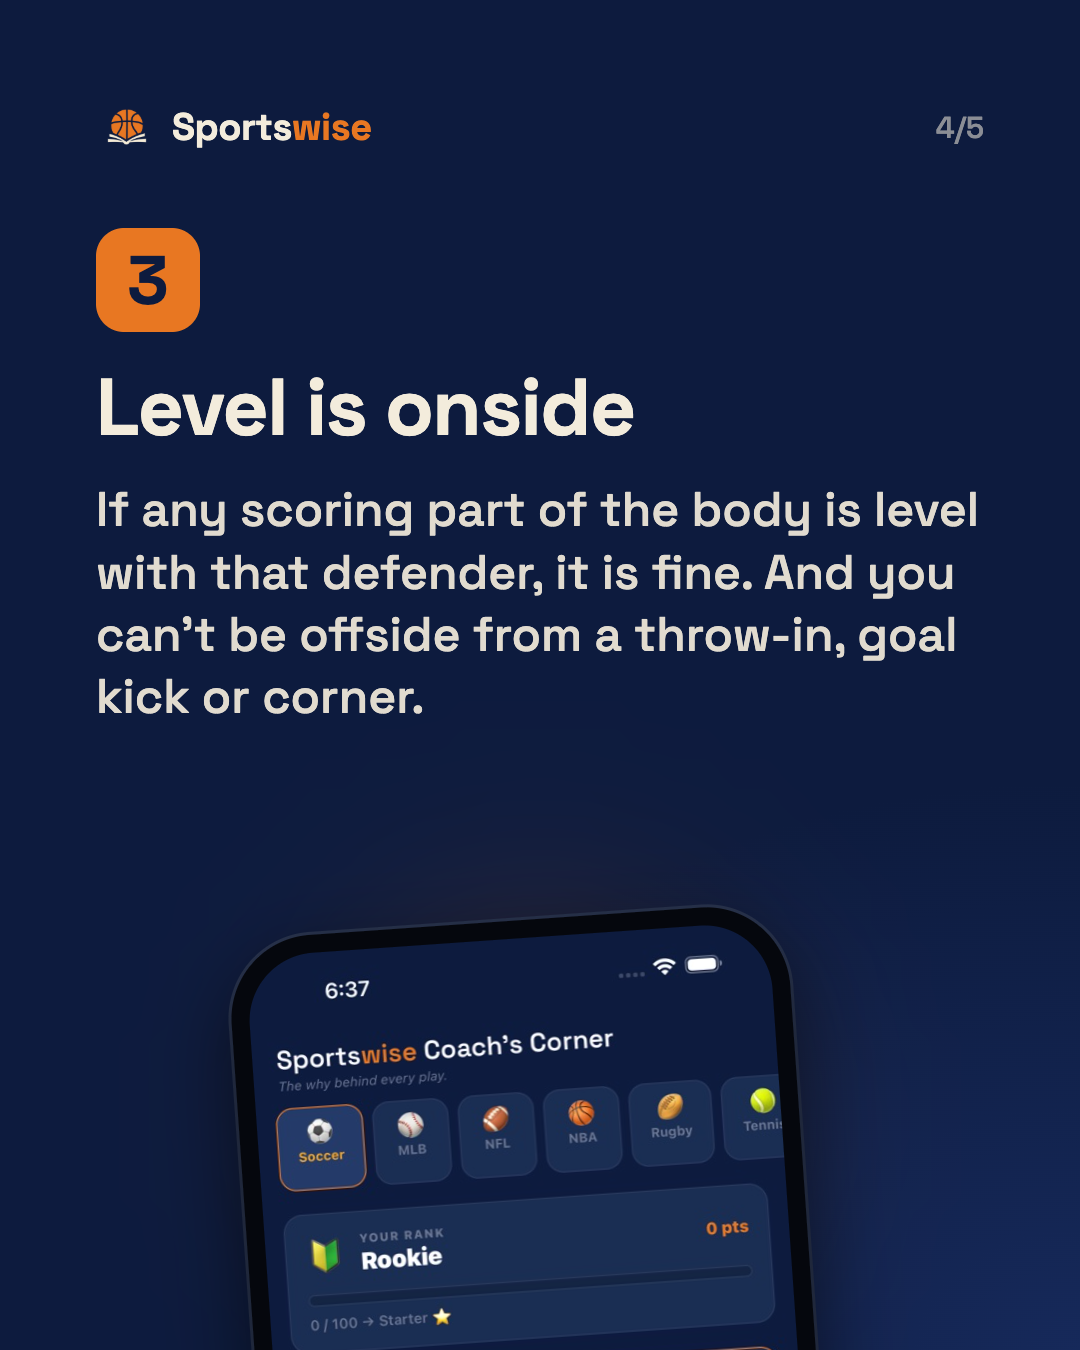 Sportswise
4/5
3
Level is onside
If any scoring part of the body is level
with that defender, it is fine. And you
can’t be offside from a throw-in, goal
kick or corner.
6:37
Sportswise Coach’s Corner
The why behind every play.
Soccer
MLB
NFL
NBA
Rugby
Tennis
YOUR RANK
Rookie
0 pts
0 / 100 → Starter ⭐